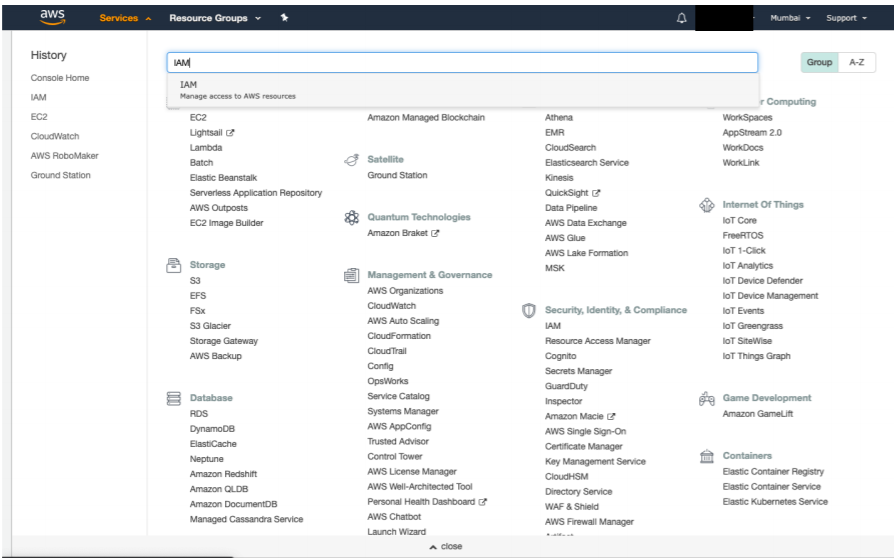 aws
Services
Resource Groups
Mumbai
Support
History
Console Home
IAM
EC2
CloudWatch
AWS RoboMaker
Ground Station
IAM
Group
A-Z
IAM
Manage access to AWS resources
EC2
Lightsail
Lambda
Batch
Elastic Beanstalk
Serverless Application Repository
AWS Outposts
EC2 Image Builder
Storage
S3
EFS
FSx
S3 Glacier
Storage Gateway
AWS Backup
Database
RDS
DynamoDB
ElastiCache
Neptune
Amazon Redshift
Amazon QLDB
Amazon DocumentDB
Managed Cassandra Service
Amazon Managed Blockchain
Satellite
Ground Station
Quantum Technologies
Amazon Braket
Management & Governance
AWS Organizations
CloudWatch
AWS Auto Scaling
CloudFormation
CloudTrail
Config
OpsWorks
Service Catalog
Systems Manager
AWS AppConfig
Trusted Advisor
Control Tower
AWS License Manager
AWS Well-Architected Tool
Personal Health Dashboard
AWS Chatbot
Launch Wizard
Athena
EMR
CloudSearch
Elasticsearch Service
Kinesis
QuickSight
Data Pipeline
AWS Data Exchange
AWS Glue
AWS Lake Formation
MSK
Security, Identity, & Compliance
IAM
Resource Access Manager
Cognito
Secrets Manager
GuardDuty
Inspector
Amazon Macie
AWS Single Sign-On
Certificate Manager
Key Management Service
CloudHSM
Directory Service
WAF & Shield
AWS Firewall Manager
Computing
WorkSpaces
AppStream 2.0
WorkDocs
WorkLink
Internet Of Things
IoT Core
FreeRTOS
IoT 1-Click
IoT Analytics
IoT Device Defender
IoT Device Management
IoT Events
IoT Greengrass
IoT SiteWise
IoT Things Graph
Game Development
Amazon GameLift
Containers
Elastic Container Registry
Elastic Container Service
Elastic Kubernetes Service
close